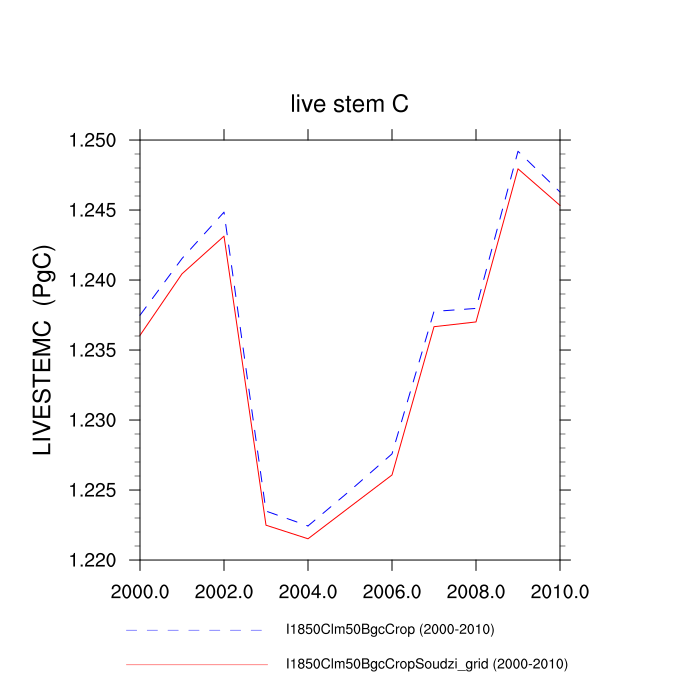 live stem C
1.250
1.245
1.240
1.235
1.230
1.225
1.220
LIVESTEMC (PgC)
2000.0 2002.0 2004.0 2006.0 2008.0 2010.0
I1850Clm50BgcCrop (2000-2010)
I1850Clm50BgcCropSoudzi_grid (2000-2010)